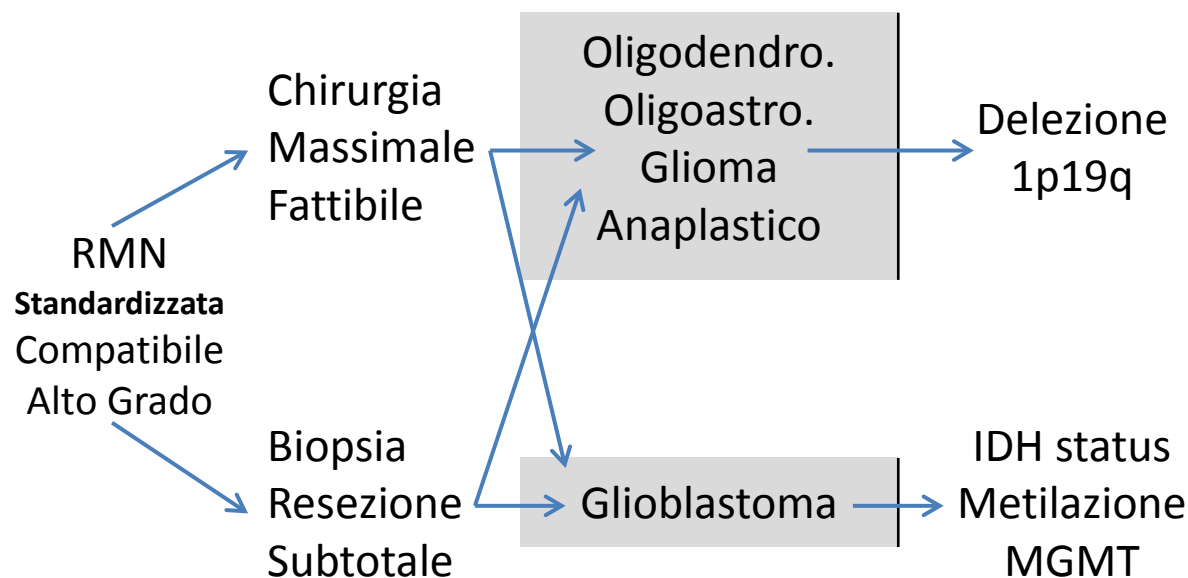 RMN
Standardizzata
Compatibile
Alto Grado
Chirurgia
Massimale
Fattibile
Biopsia
Resezione
Subtotale
Oligodendro.
Oligoastro.
Glioma
Anaplastico
Glioblastoma
Delezione
1p19q
IDH status
Metilazione
MGMT